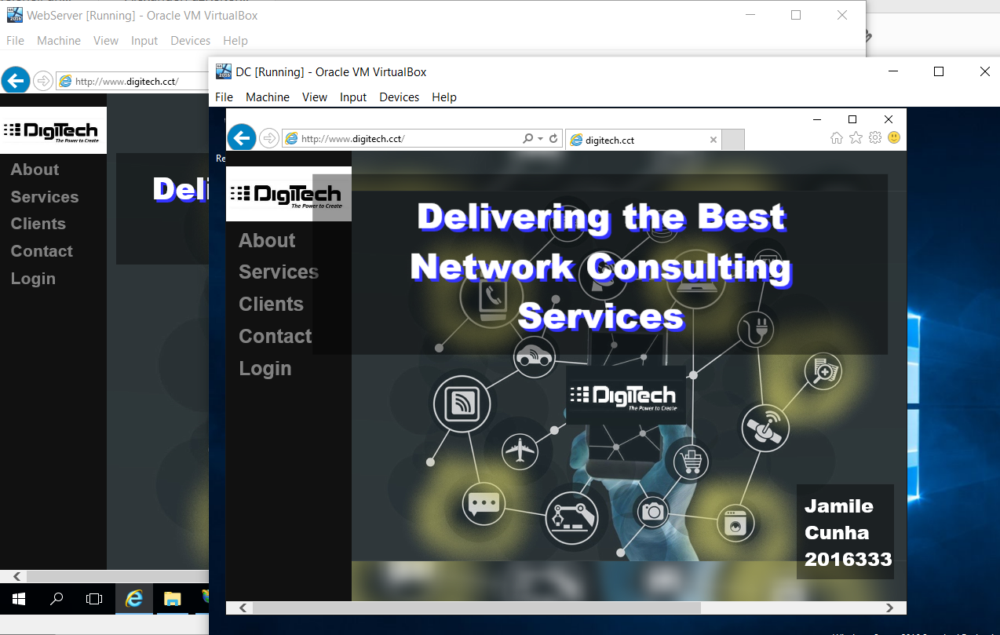 WebServer [Running] - Oracle VM VirtualBox
File Machine View Input Devices Help
http://www.digitech.cct/
DigiTech
The Power to Create
About
Services
Clients
Contact
Login
Deli
DC [Running] - Oracle VM VirtualBox
File Machine View Input Devices Help
http://www.digitech.cct/
digitech.cct
Re
DigiTech
The Power to Create
About
Services
Clients
Contact
Login
Delivering the Best
Network Consulting
Services
DigiTech
The Power to Create
Jamile
Cunha
2016333